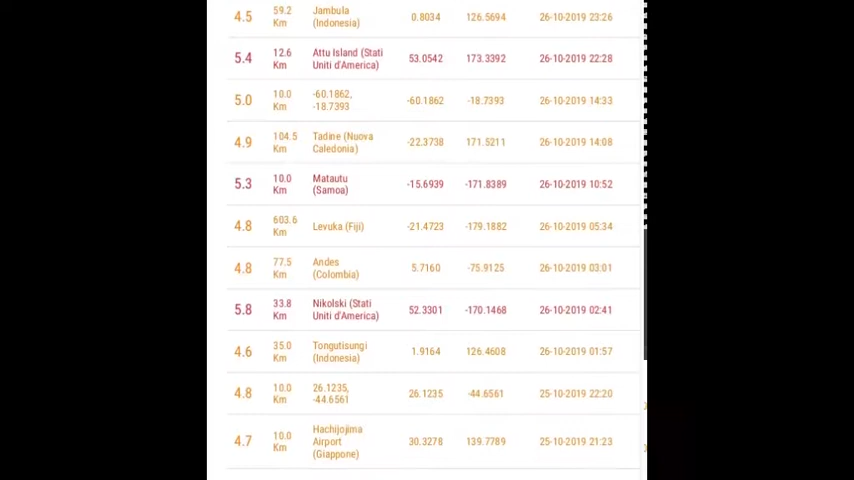 4.5 59.2 Km Jambula (Indonesia) 0.8034 126.5694 26-10-2019 23:26
5.4 12.6 Km Attu Island (Stati Uniti d'America) 53.0542 173.3392 26-10-2019 22:28
5.0 10.0 Km -60.1862, -18.7393 -60.1862 -18.7393 26-10-2019 14:33
4.9 104.5 Km Tadine (Nuova Caledonia) -22.3738 171.5211 26-10-2019 14:08
5.3 10.0 Km Matautu (Samoa) -15.6939 -171.8389 26-10-2019 10:52
4.8 603.6 Km Levuka (Fiji) -21.4723 -179.1882 26-10-2019 05:34
4.8 77.5 Km Andes (Colombia) 5.7160 -75.9125 26-10-2019 03:01
5.8 33.8 Km Nikolski (Stati Uniti d'America) 52.3301 -170.1468 26-10-2019 02:41
4.6 35.0 Km Tongutisungi (Indonesia) 1.9164 126.4608 26-10-2019 01:57
4.8 10.0 Km 26.1235, -44.6561 26.1235 -44.6561 25-10-2019 22:20
4.7 10.0 Km Hachijojima Airport (Giappone) 30.3278 139.7789 25-10-2019 21:23